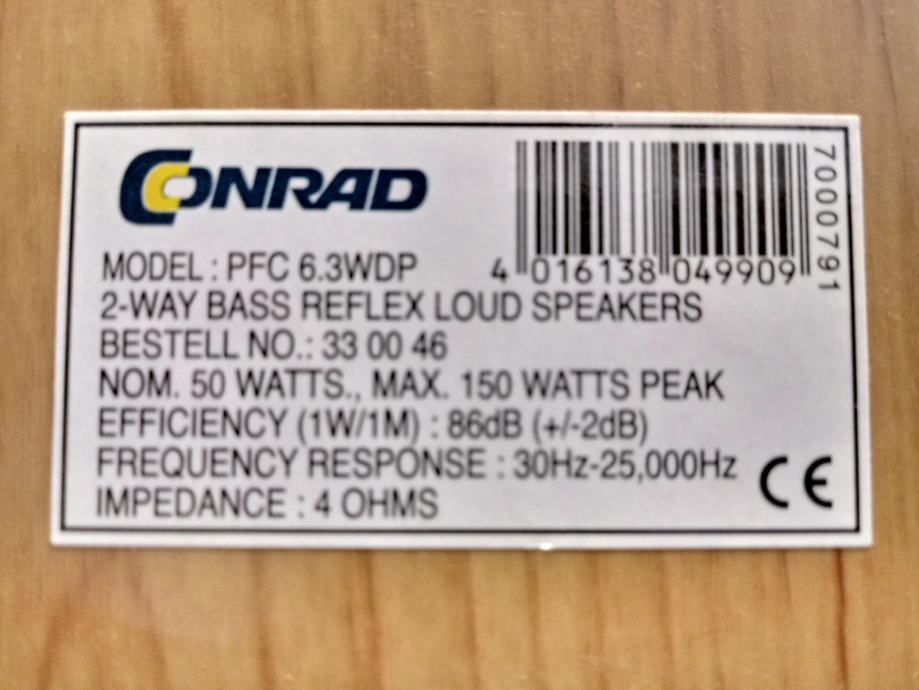 CONRAD
MODEL : PFC 6.3WDP
2-WAY BASS REFLEX LOUD SPEAKERS
BESTELL NO.: 33 00 46
NOM. 50 WATTS., MAX. 150 WATTS PEAK
EFFICIENCY (1W/1M) : 86dB (+/-2dB)
FREQUENCY RESPONSE : 30Hz-25,000Hz
IMPEDANCE : 4 OHMS
4 016138 049909
7000791
CE